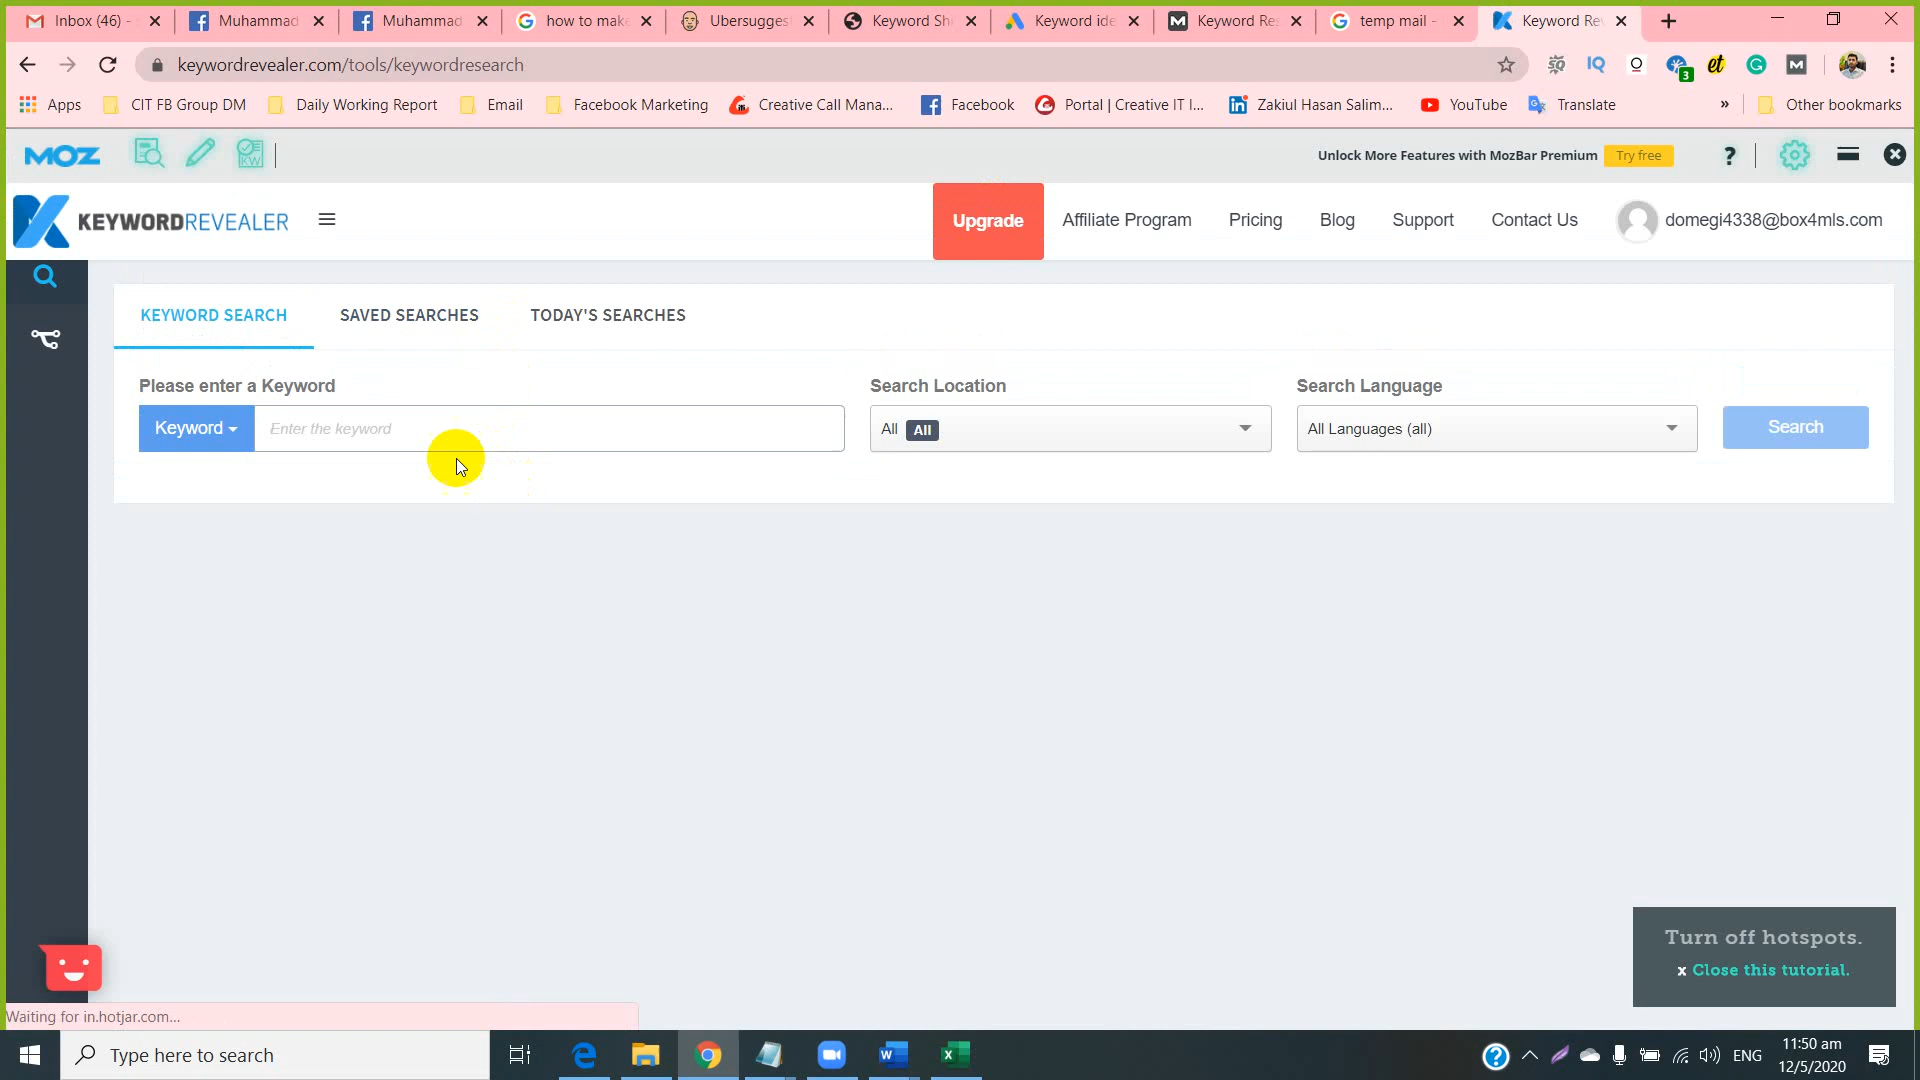 Inbox (46) -
Muhammad
Muhammad
how to make
Ubersuggest
Keyword Sh
Keyword ide
Keyword Res
temp mail -
Keyword Rev
keywordrevealer.com/tools/keywordresearch
3
Apps
CIT FB Group DM
Daily Working Report
Email
Facebook Marketing
Creative Call Mana...
Facebook
Portal | Creative IT I...
Zakiul Hasan Salim...
YouTube
Translate
»
Other bookmarks
MOZ
KW
Unlock More Features with MozBar Premium
Try free
?
KEYWORDREVEALER
Upgrade
Affiliate Program
Pricing
Blog
Support
Contact Us
domegi4338@box4mls.com
KEYWORD SEARCH
SAVED SEARCHES
TODAY'S SEARCHES
Please enter a Keyword
Search Location
Search Language
Keyword
Enter the keyword
All All
All Languages (all)
Search
Turn off hotspots.
x Close this tutorial.
Waiting for in.hotjar.com...
Type here to search
ENG
11:50 am
12/5/2020